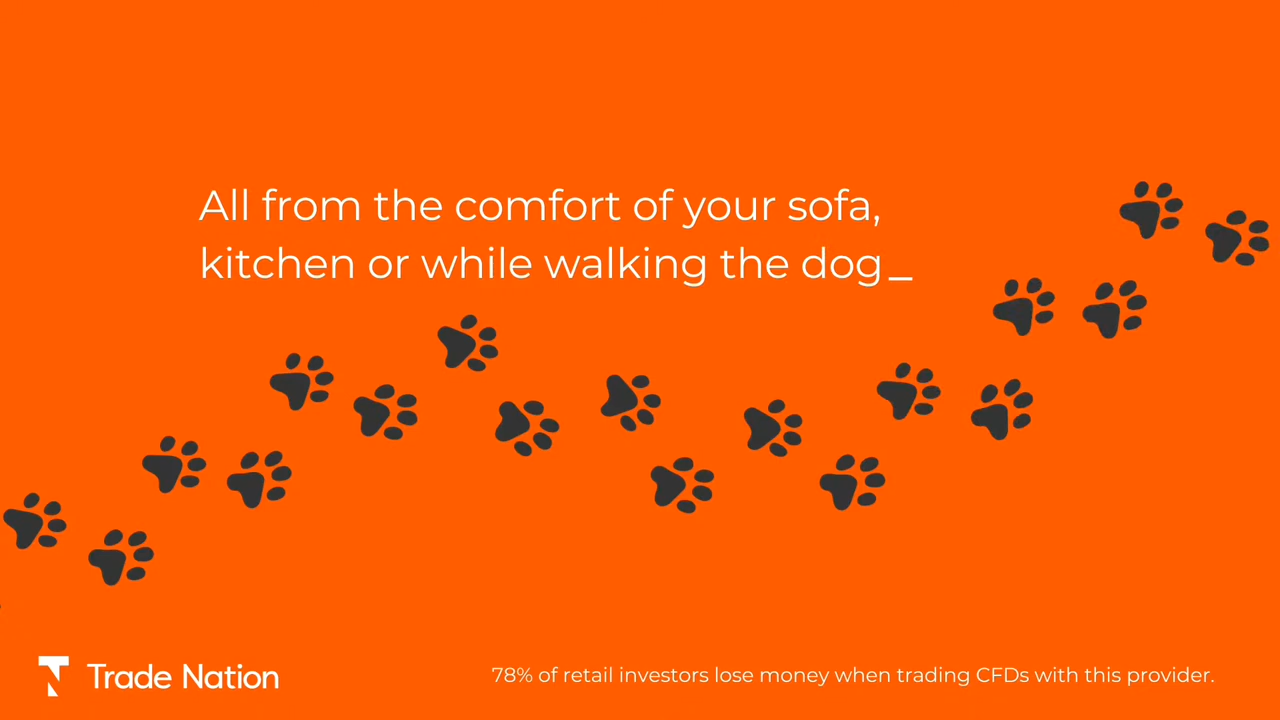 All from the comfort of your sofa,
kitchen or while walking the dog_
Trade Nation
78% of retail investors lose money when trading CFDs with this provider.